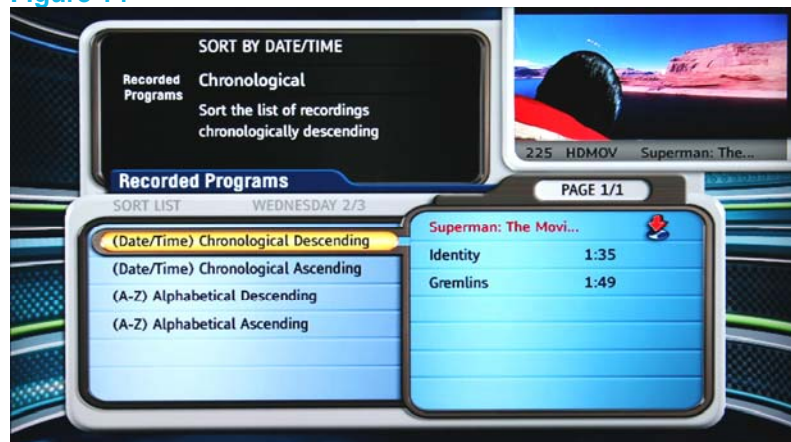 SORT BY DATE/TIME
Recorded
Programs
Chronological
Sort the list of recordings
chronologically descending
225 HDMOV Superman: The...
Recorded Programs
PAGE 1/1
SORT LIST WEDNESDAY 2/3
(Date/Time) Chronological Descending
(Date/Time) Chronological Ascending
(A-Z) Alphabetical Descending
(A-Z) Alphabetical Ascending
Superman: The Movi...
Identity 1:35
Gremlins 1:49